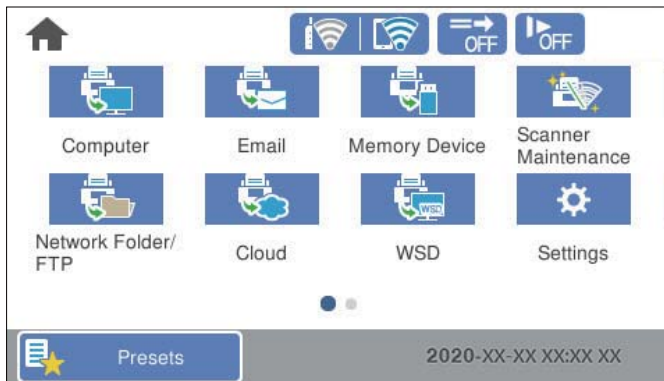 OFF
OFF
Computer
Email
Memory Device
Scanner
Maintenance
Network Folder/
FTP
Cloud
WSD
WSD
Settings
Presets
2020-XX-XX XX:XX XX